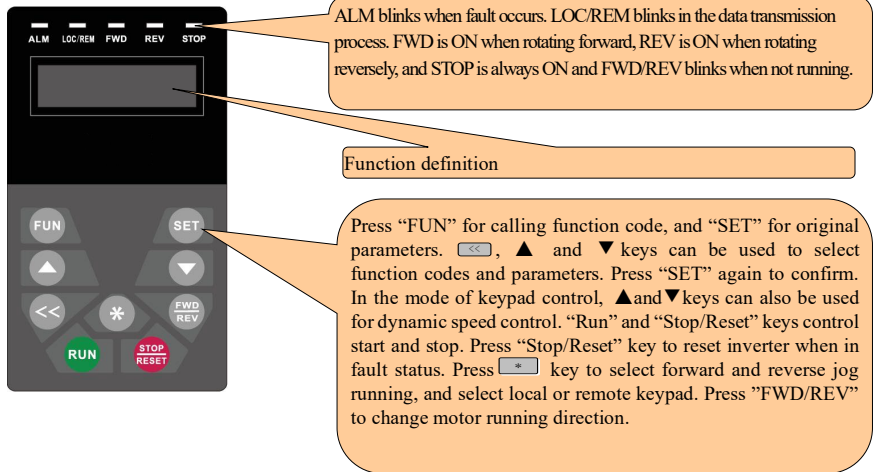 ALM LOC/REM FWD REV STOP
ALM blinks when fault occurs. LOC/REM blinks in the data transmission
process. FWD is ON when rotating forward, REV is ON when rotating
reversely, and STOP is always ON and FWD/REV blinks when not running.
Function definition
FUN SET
▲ ▼
<< * FWD
REV
RUN STOP
RESET
Press “FUN” for calling function code, and “SET” for original
parameters. <<, ▲ and ▼ keys can be used to select
function codes and parameters. Press “SET” again to confirm.
In the mode of keypad control, ▲and▼keys can also be used
for dynamic speed control. “Run” and “Stop/Reset” keys control
start and stop. Press “Stop/Reset” key to reset inverter when in
fault status. Press * key to select forward and reverse jog
running, and select local or remote keypad. Press ”FWD/REV”
to change motor running direction.